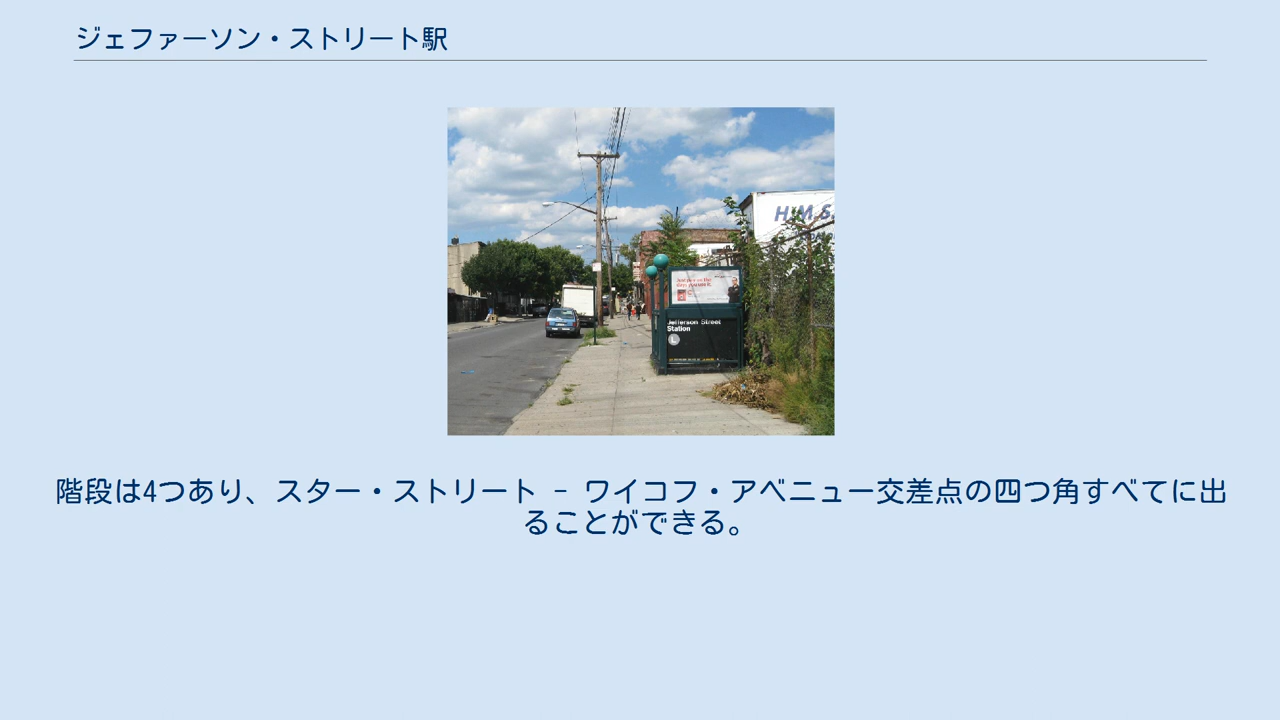 ジェファーソン・ストリート駅
H.M.S.
Jefferson Street
Station
L
階段は4つあり、スター・ストリート - ワイコフ・アベニュー交差点の四つ角すべてに出
ることができる。